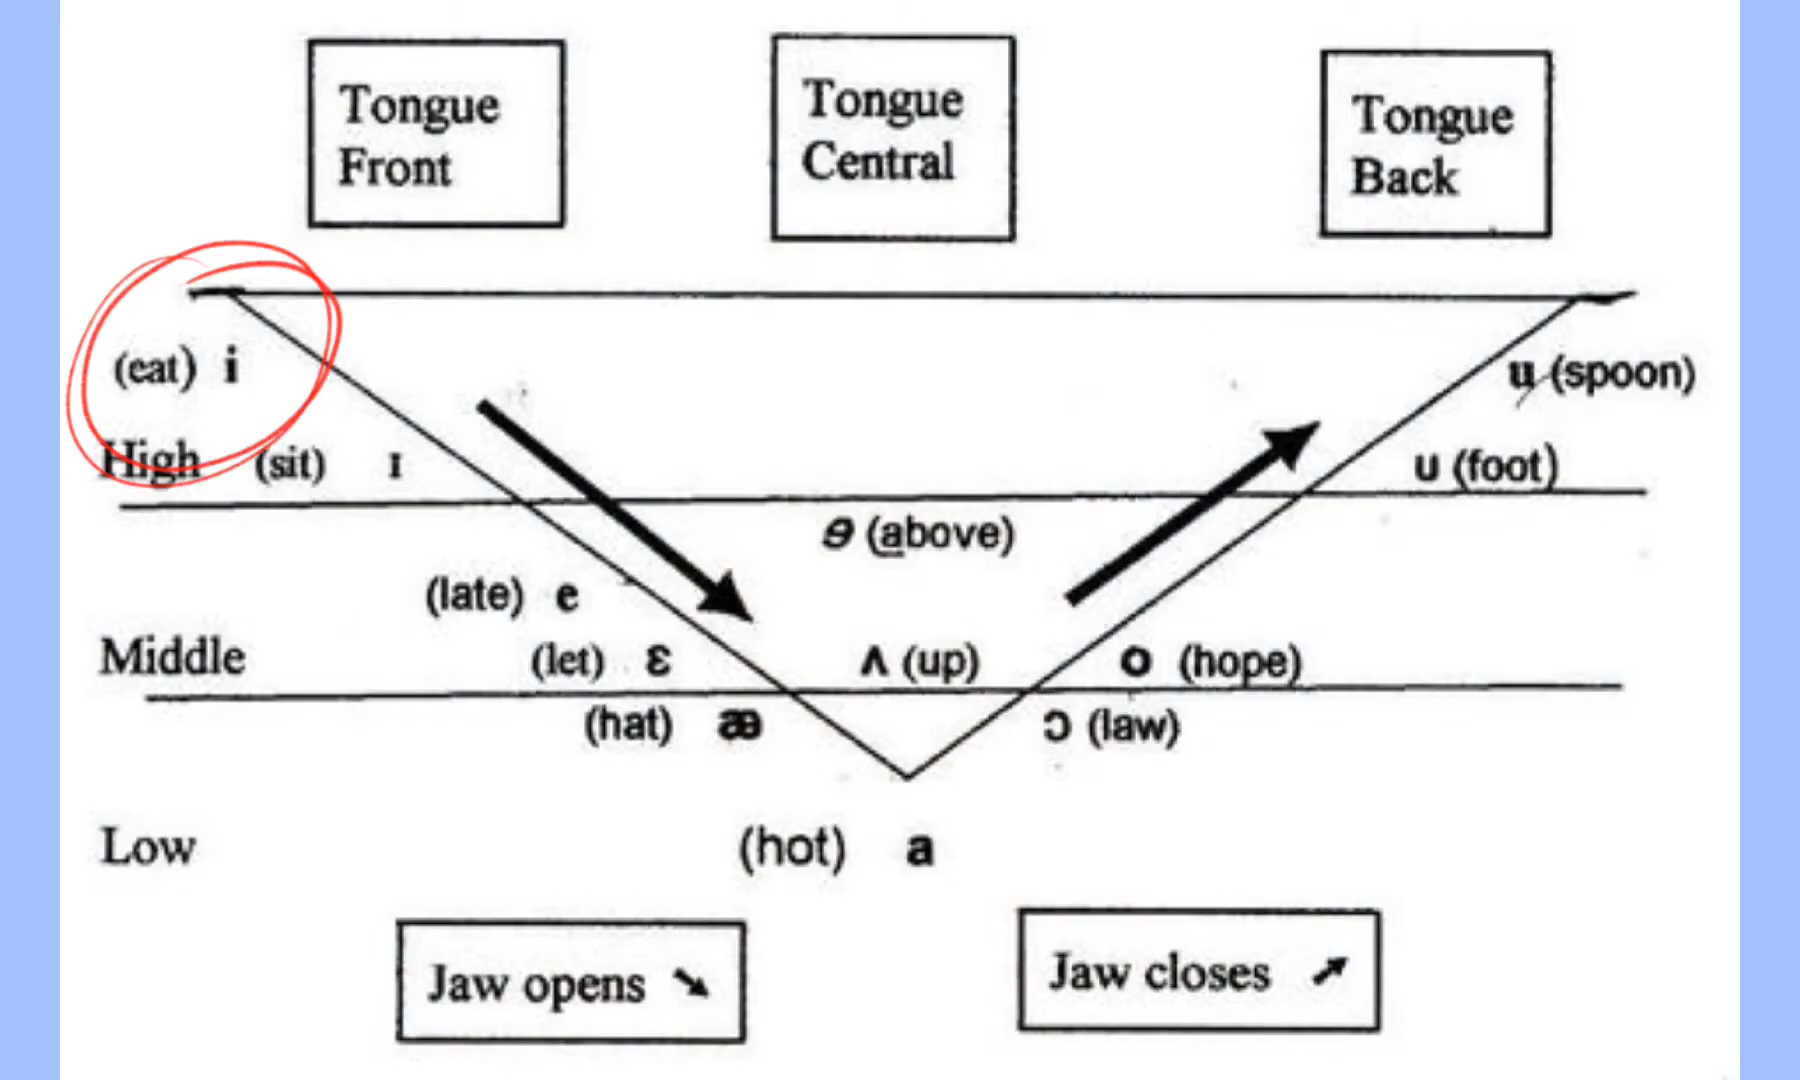 Tongue
Front
Tongue
Central
Tongue
Back
(eat) i
u (spoon)
High (sit) ɪ
ʊ (foot)
ɘ (above)
(late) e
Middle (let) ɛ ʌ (up) o (hope)
(hat) æ ɔ (law)
Low (hot) a
Jaw opens ↘
Jaw closes ↗